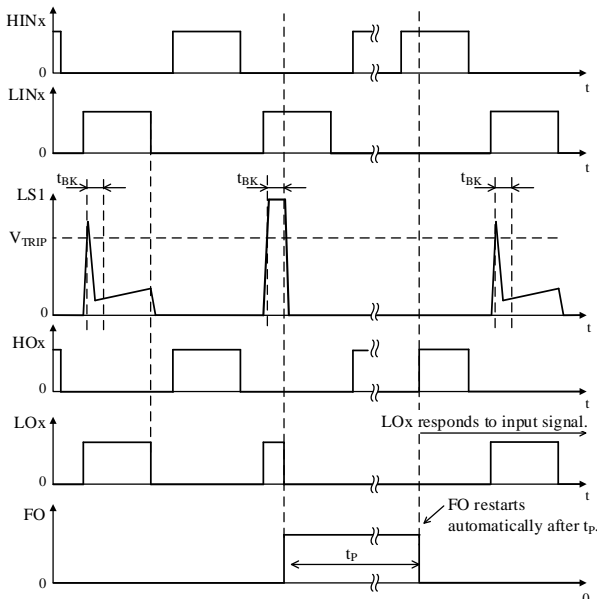 HINx
0
t
LINx
0
t
tBK
tBK
tBK
LS1
VTRIP
0
t
HOx
0
t
LOx responds to input signal.
LOx
0
t
FO
FO restarts
automatically after tP.
tP
0
0